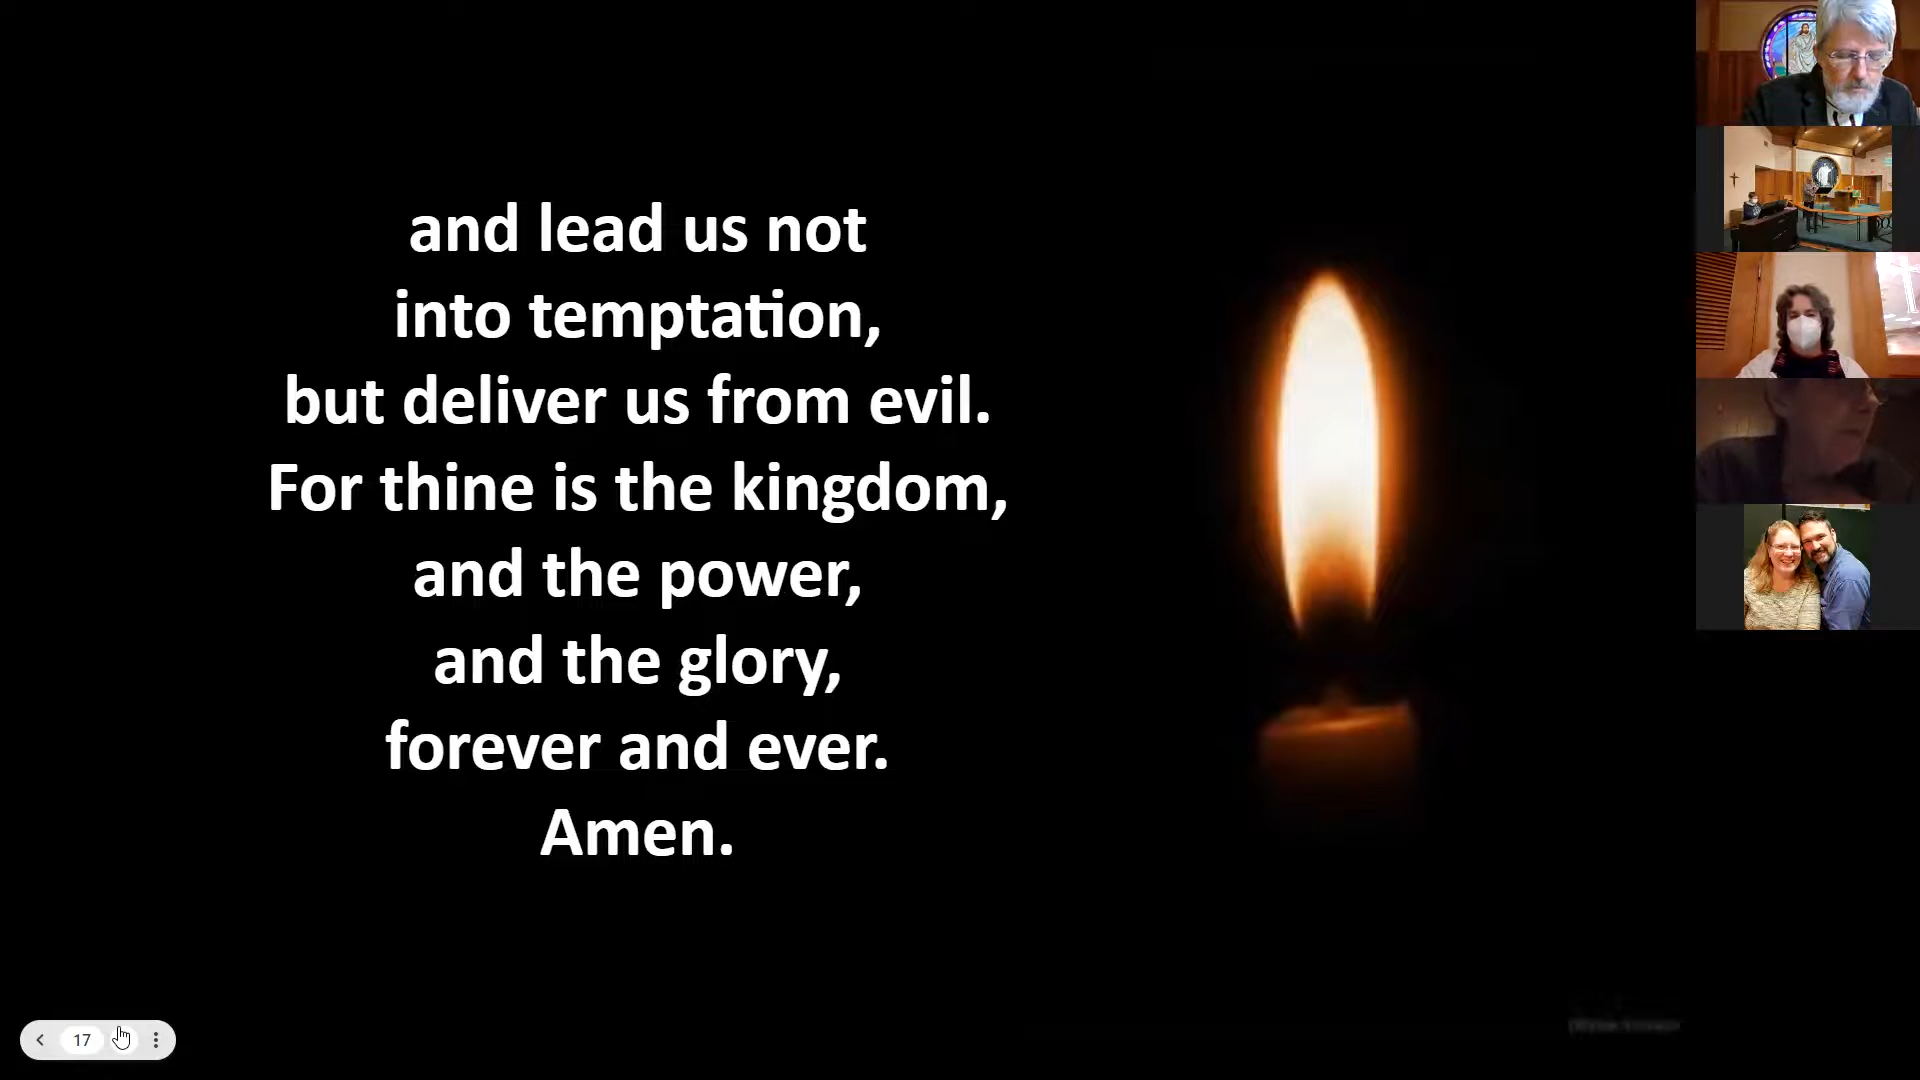 and lead us not
into temptation,
but deliver us from evil.
For thine is the kingdom,
and the power,
and the glory,
forever and ever.
Amen.
17